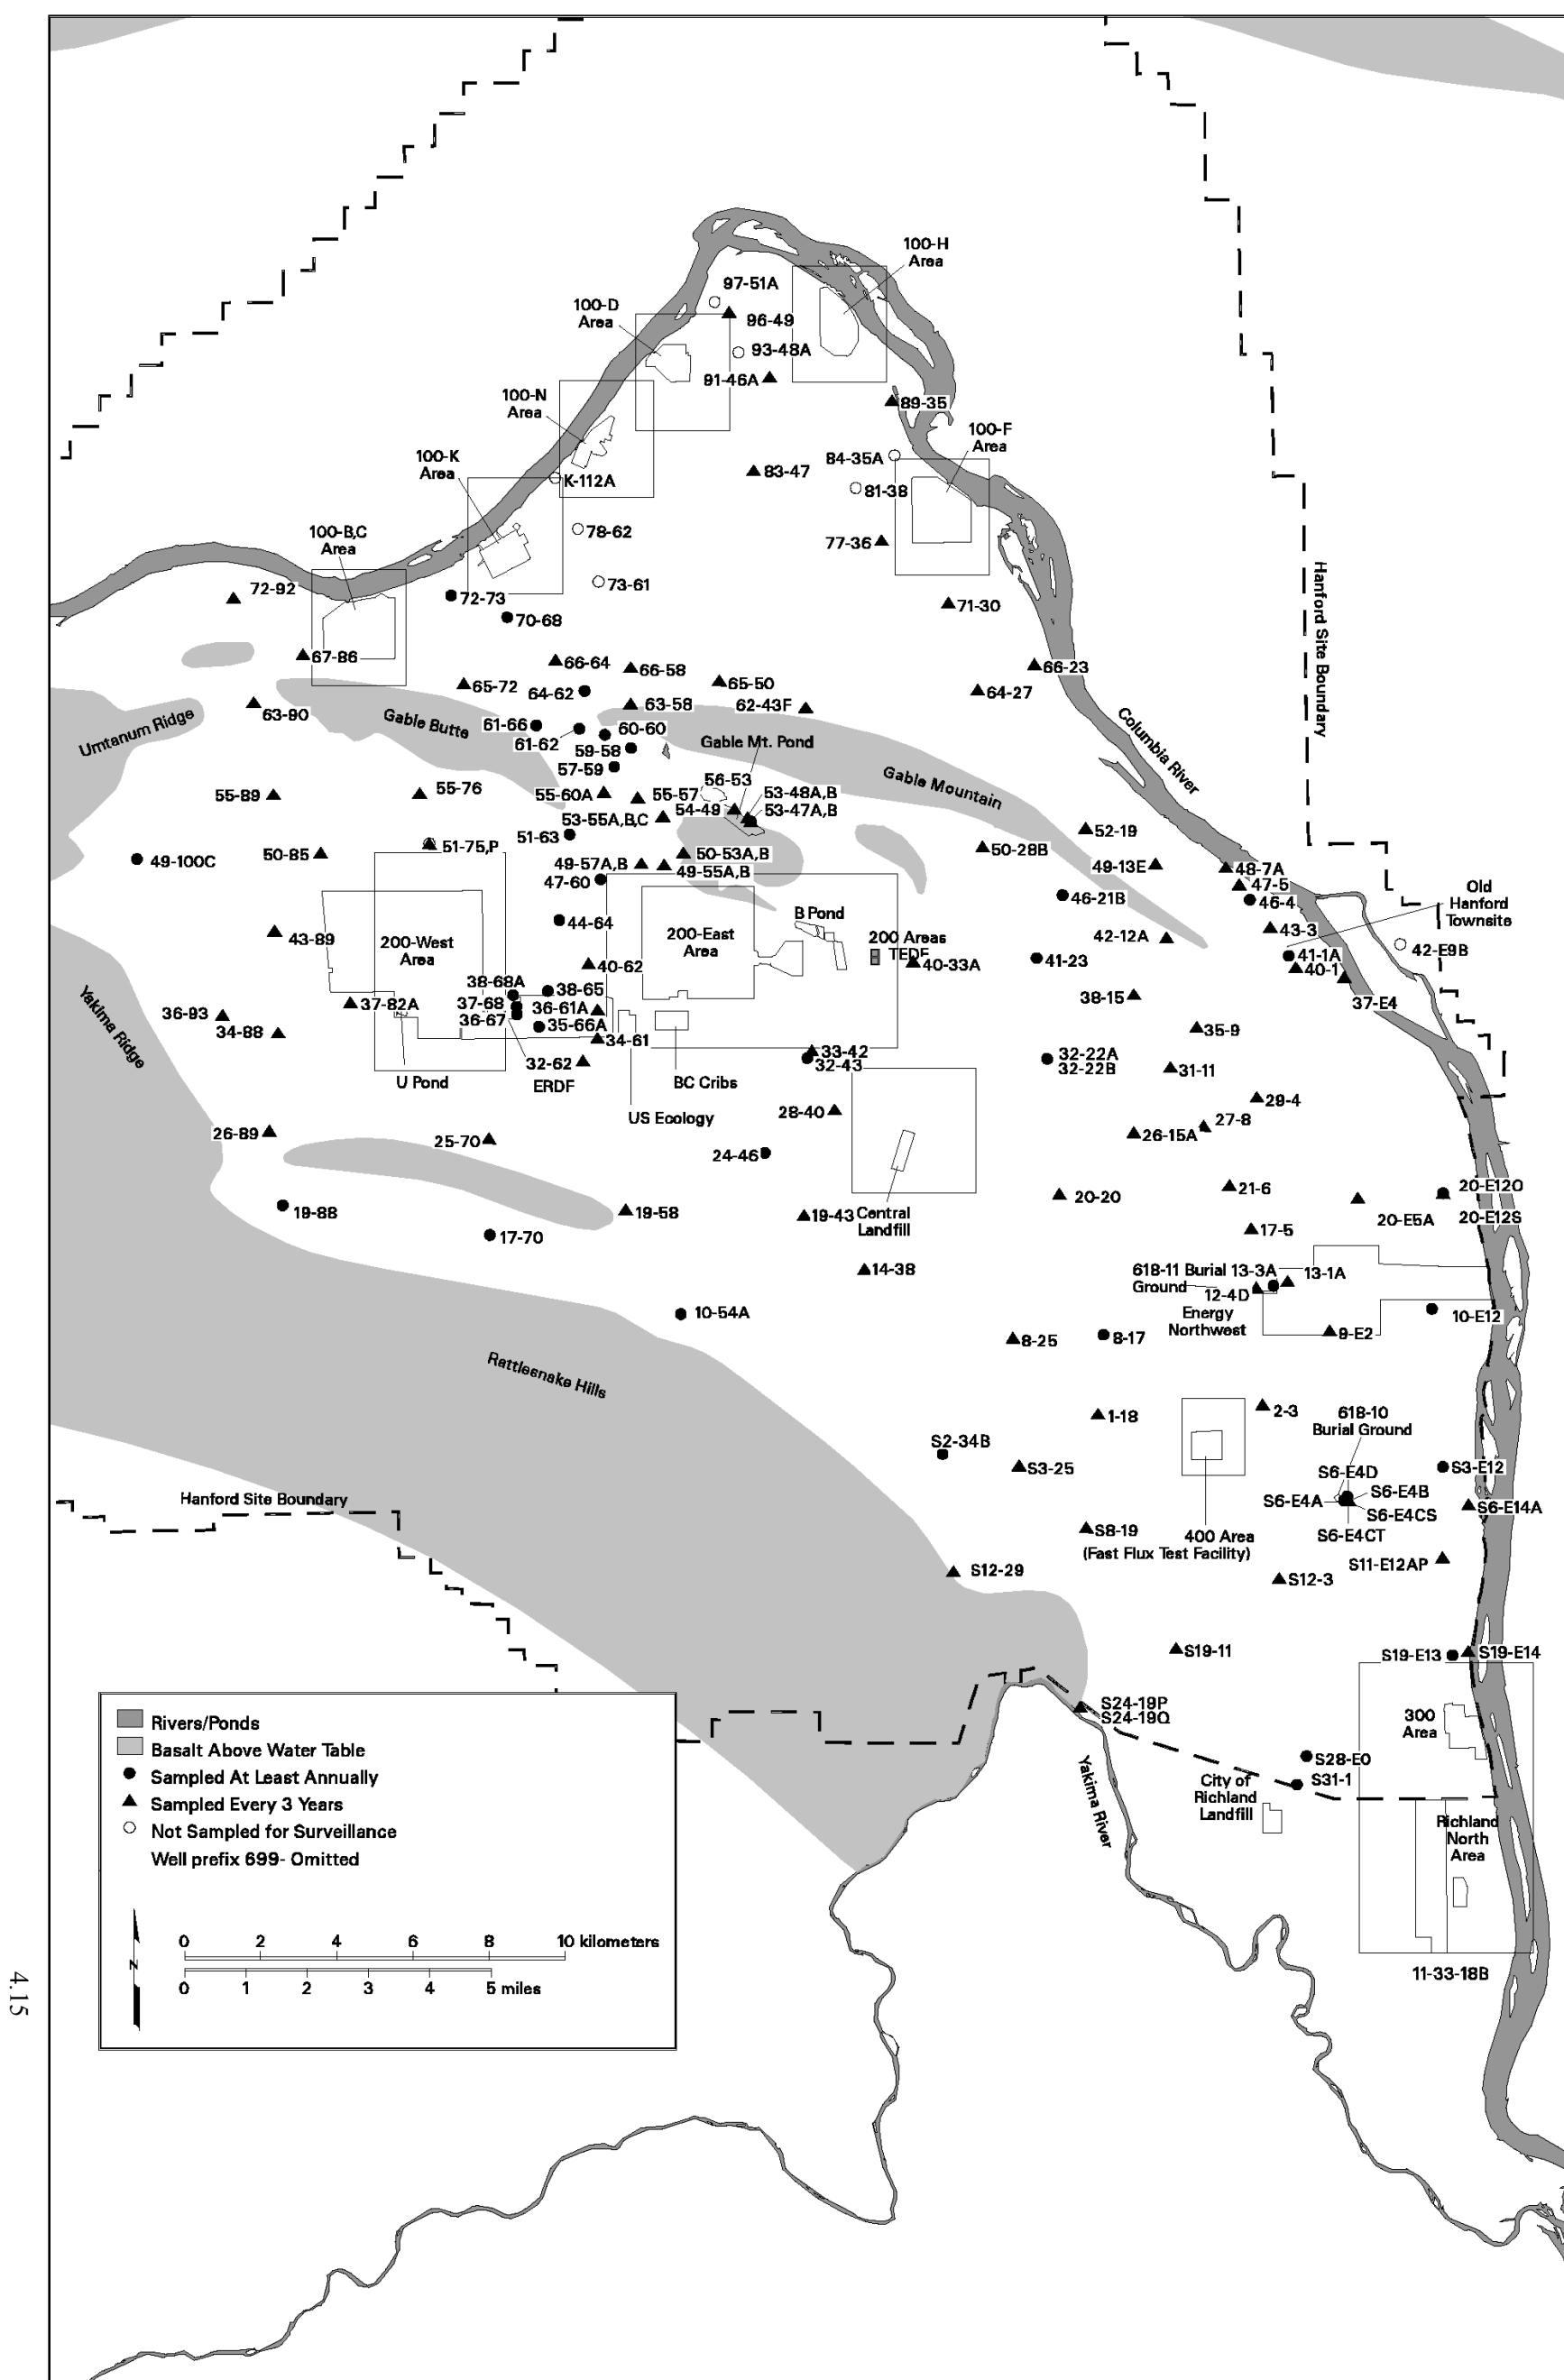 100-H
Area
97-51A
100-D
Area
96-49
93-48A
91-46A
100-N
Area
89-35
100-F
Area
100-K
Area
84-35A
83-47
K-112A
81-38
100-B,C
Area
78-62
77-36
Hanford Site Boundary
72-92
72-73
73-61
71-30
70-68
67-86
66-64
66-58
66-23
65-72
64-62
65-50
64-27
63-90
63-58
62-43F
Umtanum Ridge
Gable Butte
61-66
60-60
61-62
59-58
Gable Mt. Pond
Columbia River
57-59
Gable Mountain
56-53
55-89
55-76
55-60A
55-57
53-48A,B
54-49
53-47A,B
53-55A,B,C
52-19
51-63
51-75,P
49-100C
50-85
50-53A,B
50-28B
49-57A,B
49-55A,B
49-13E
48-7A
47-60
47-5
46-21B
46-4
Old
Hanford
Townsite
44-64
B Pond
43-89
200-West
Area
200-East
Area
200 Areas
TEDF
43-3
42-12A
42-E9B
40-62
40-33A
41-23
41-1A
40-1
37-E4
38-68A
38-65
38-15
Yakima Ridge
37-82A
37-68
36-61A
36-93
36-67
35-66A
35-9
34-88
34-61
33-42
32-43
32-22A
32-22B
32-62
31-11
U Pond
ERDF
BC Cribs
US Ecology
29-4
28-40
27-8
26-89
25-70
26-15A
24-46
21-6
20-20
20-E12O
20-E5A
20-E12S
19-88
19-58
19-43
Central
Landfill
17-70
17-5
14-38
618-11 Burial
Ground
13-3A
13-1A
12-4D
Energy
Northwest
10-54A
10-E12
9-E2
8-25
8-17
Rattlesnake Hills
1-18
2-3
618-10
Burial Ground
S2-34B
S3-25
S3-E12
S6-E4D
S6-E4B
S6-E4A
S6-E4CS
S6-E4CT
S6-E14A
Hanford Site Boundary
S8-19
400 Area
(Fast Flux Test Facility)
S11-E12AP
S12-29
S12-3
S19-11
S19-E13
S19-E14
S24-19P
S24-19Q
300
Area
Yakima River
S28-E0
S31-1
City of
Richland
Landfill
Richland
North
Area
11-33-18B
Rivers/Ponds
Basalt Above Water Table
Sampled At Least Annually
Sampled Every 3 Years
Not Sampled for Surveillance
Well prefix 699- Omitted
N
0 2 4 6 8 10 kilometers
0 1 2 3 4 5 miles
4.15